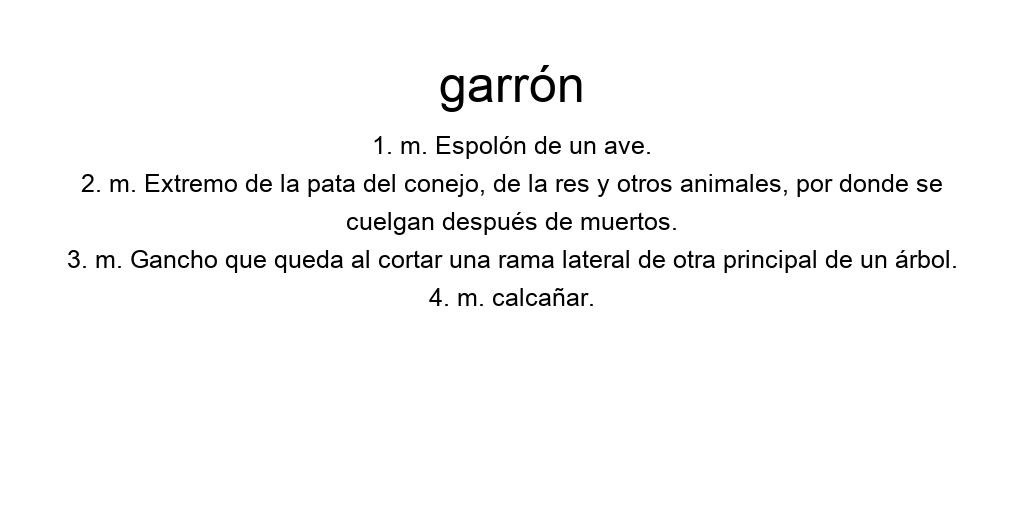 garrón
1. m. Espolón de un ave.
2. m. Extremo de la pata del conejo, de la res y otros animales, por donde se
cuelgan después de muertos.
3. m. Gancho que queda al cortar una rama lateral de otra principal de un árbol.
4. m. calcañar.